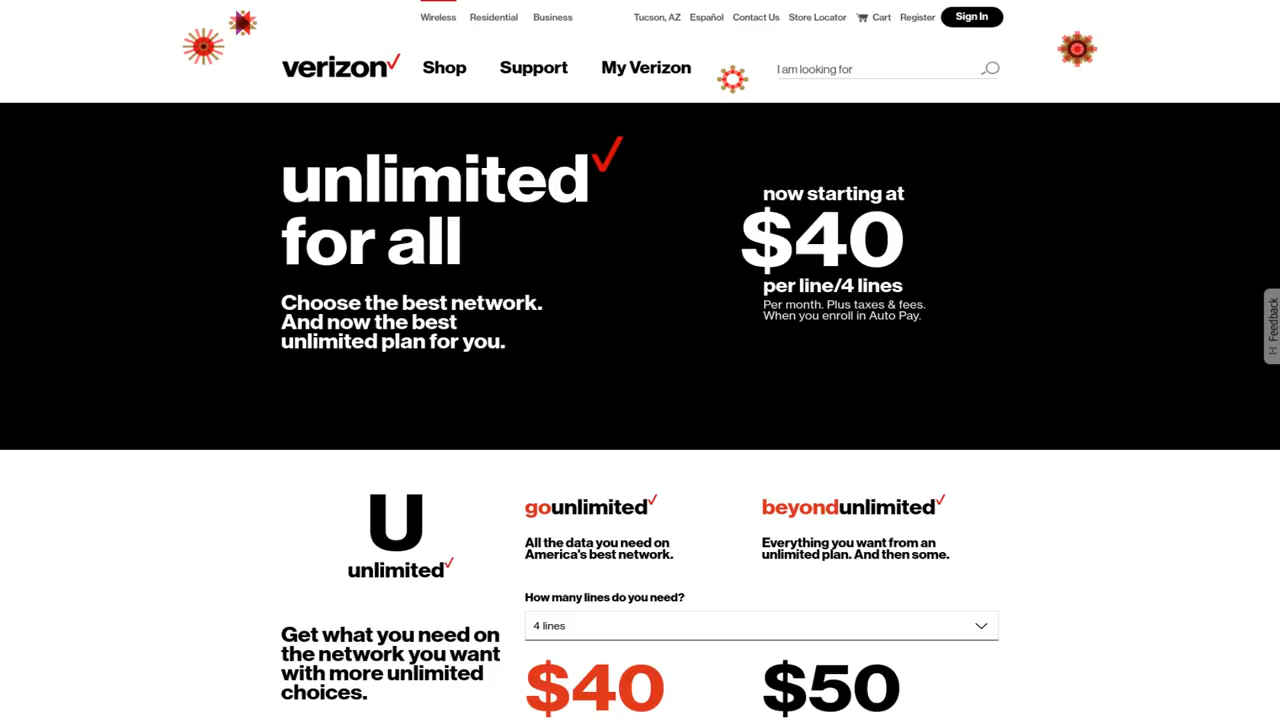 Wireless Residential Business Tucson, AZ Español Contact Us Store Locator Cart Register Sign In
verizon Shop Support My Verizon I am looking for
unlimited
for all
Choose the best network.
And now the best
unlimited plan for you.
now starting at
$40
per line/4 lines
Per month. Plus taxes & fees.
When you enroll in Auto Pay.
[-] Feedback
U
unlimited
Get what you need on
the network you want
with more unlimited
choices.
gounlimited
All the data you need on
America's best network.
beyondunlimited
Everything you want from an
unlimited plan. And then some.
How many lines do you need?
4 lines
$40 $50